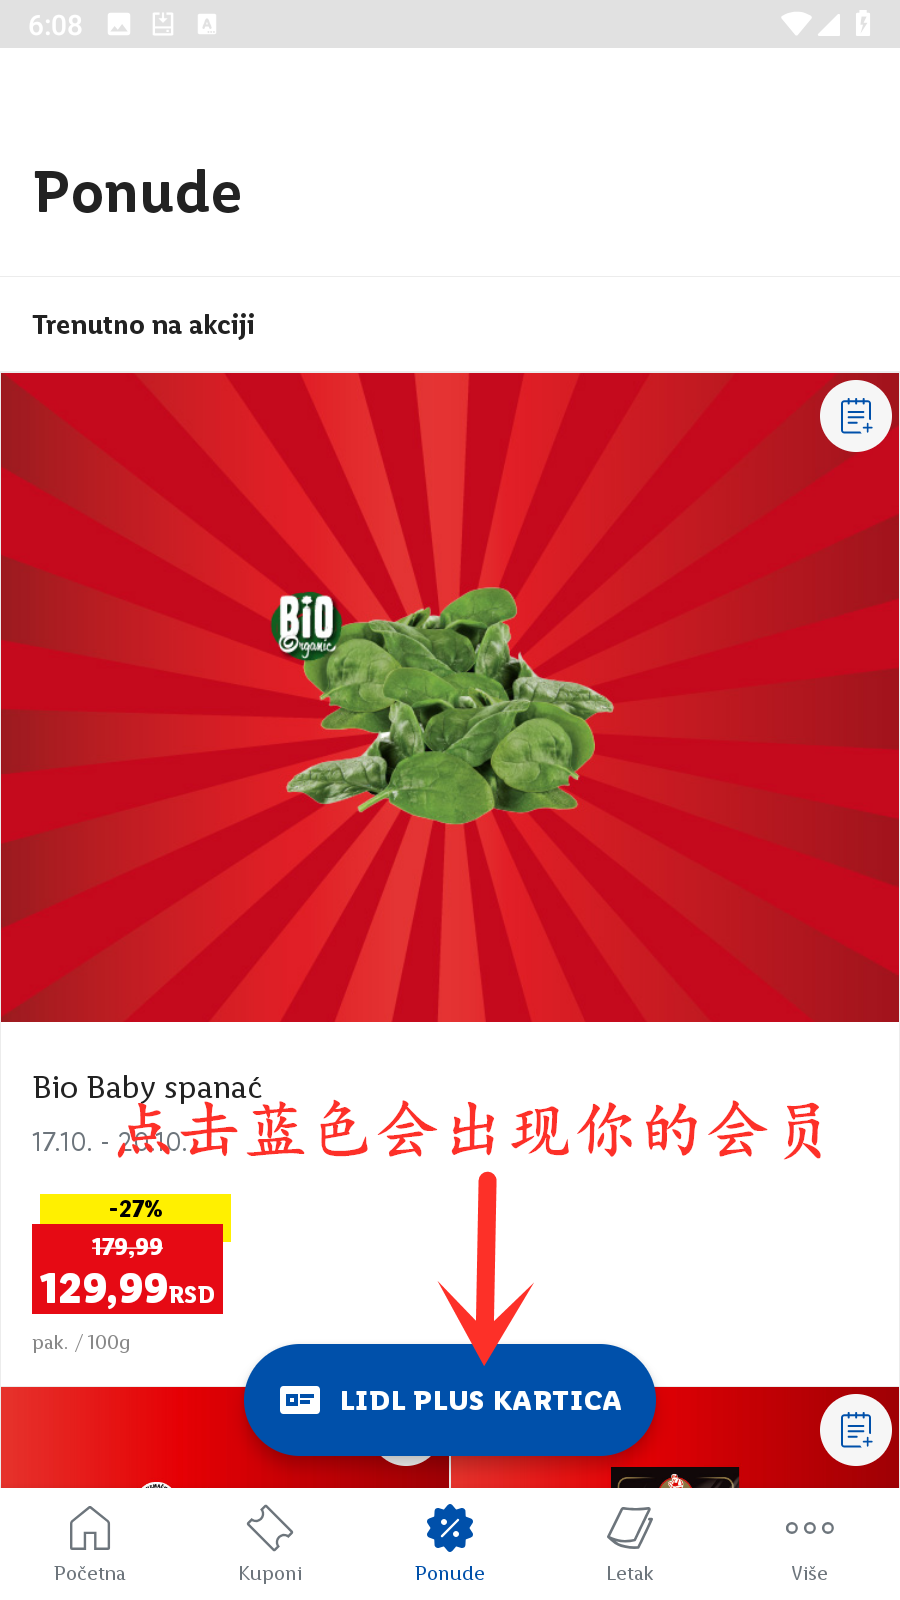 6:08
Ponude
Trenutno na akciji
BiO
Organic
Bio Baby spanać
17.10. - 20.10.
点击蓝色会出现你的会员
-27%
179,99
129,99RSD
pak. / 100g
LIDL PLUS KARTICA
Početna
Kuponi
Ponude
Letak
Više